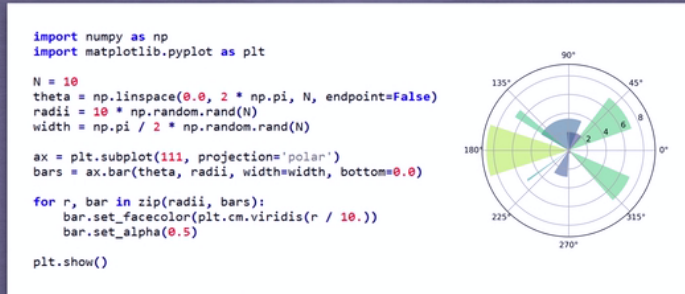 import numpy as np
import matplotlib.pyplot as plt
N = 10
theta = np.linspace(0.0, 2 * np.pi, N, endpoint=False)
radii = 10 * np.random.rand(N)
width = np.pi / 2 * np.random.rand(N)
ax = plt.subplot(111, projection='polar')
bars = ax.bar(theta, radii, width=width, bottom=0.0)
for r, bar in zip(radii, bars):
    bar.set_facecolor(plt.cm.viridis(r / 10.))
    bar.set_alpha(0.5)
plt.show()
90°
135° 45°
2 4 6 8
180° 0°
225° 315°
270°